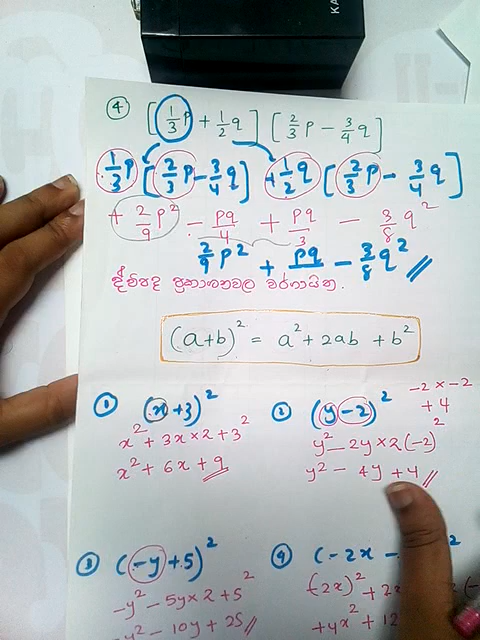 ④ [1/3 p + 1/2 q] [2/3 p - 3/4 q]
1/3 p [2/3 p - 3/4 q] + 1/2 q [2/3 p - 3/4 q]
+ 2/9 p² - pq/4 + pq/3 - 3/8 q²
2/9 p² + pq - 3/8 q²
ද්විපද ප්‍රකාශනවල වර්ගායිත.
(a+b)² = a² + 2ab + b²
① (x+3)²
x² + 3x×2 + 3²
x² + 6x + 9
② (y-2)²
-2 × -2
+4
y² - 2y×2(-2)²
y² - 4y + 4
③ (-y+5)²
-y² - 5y×2 + 5²
y² - 10y + 25
④ (-2x - ²
(-2x)² + 2x
+4x² + 12